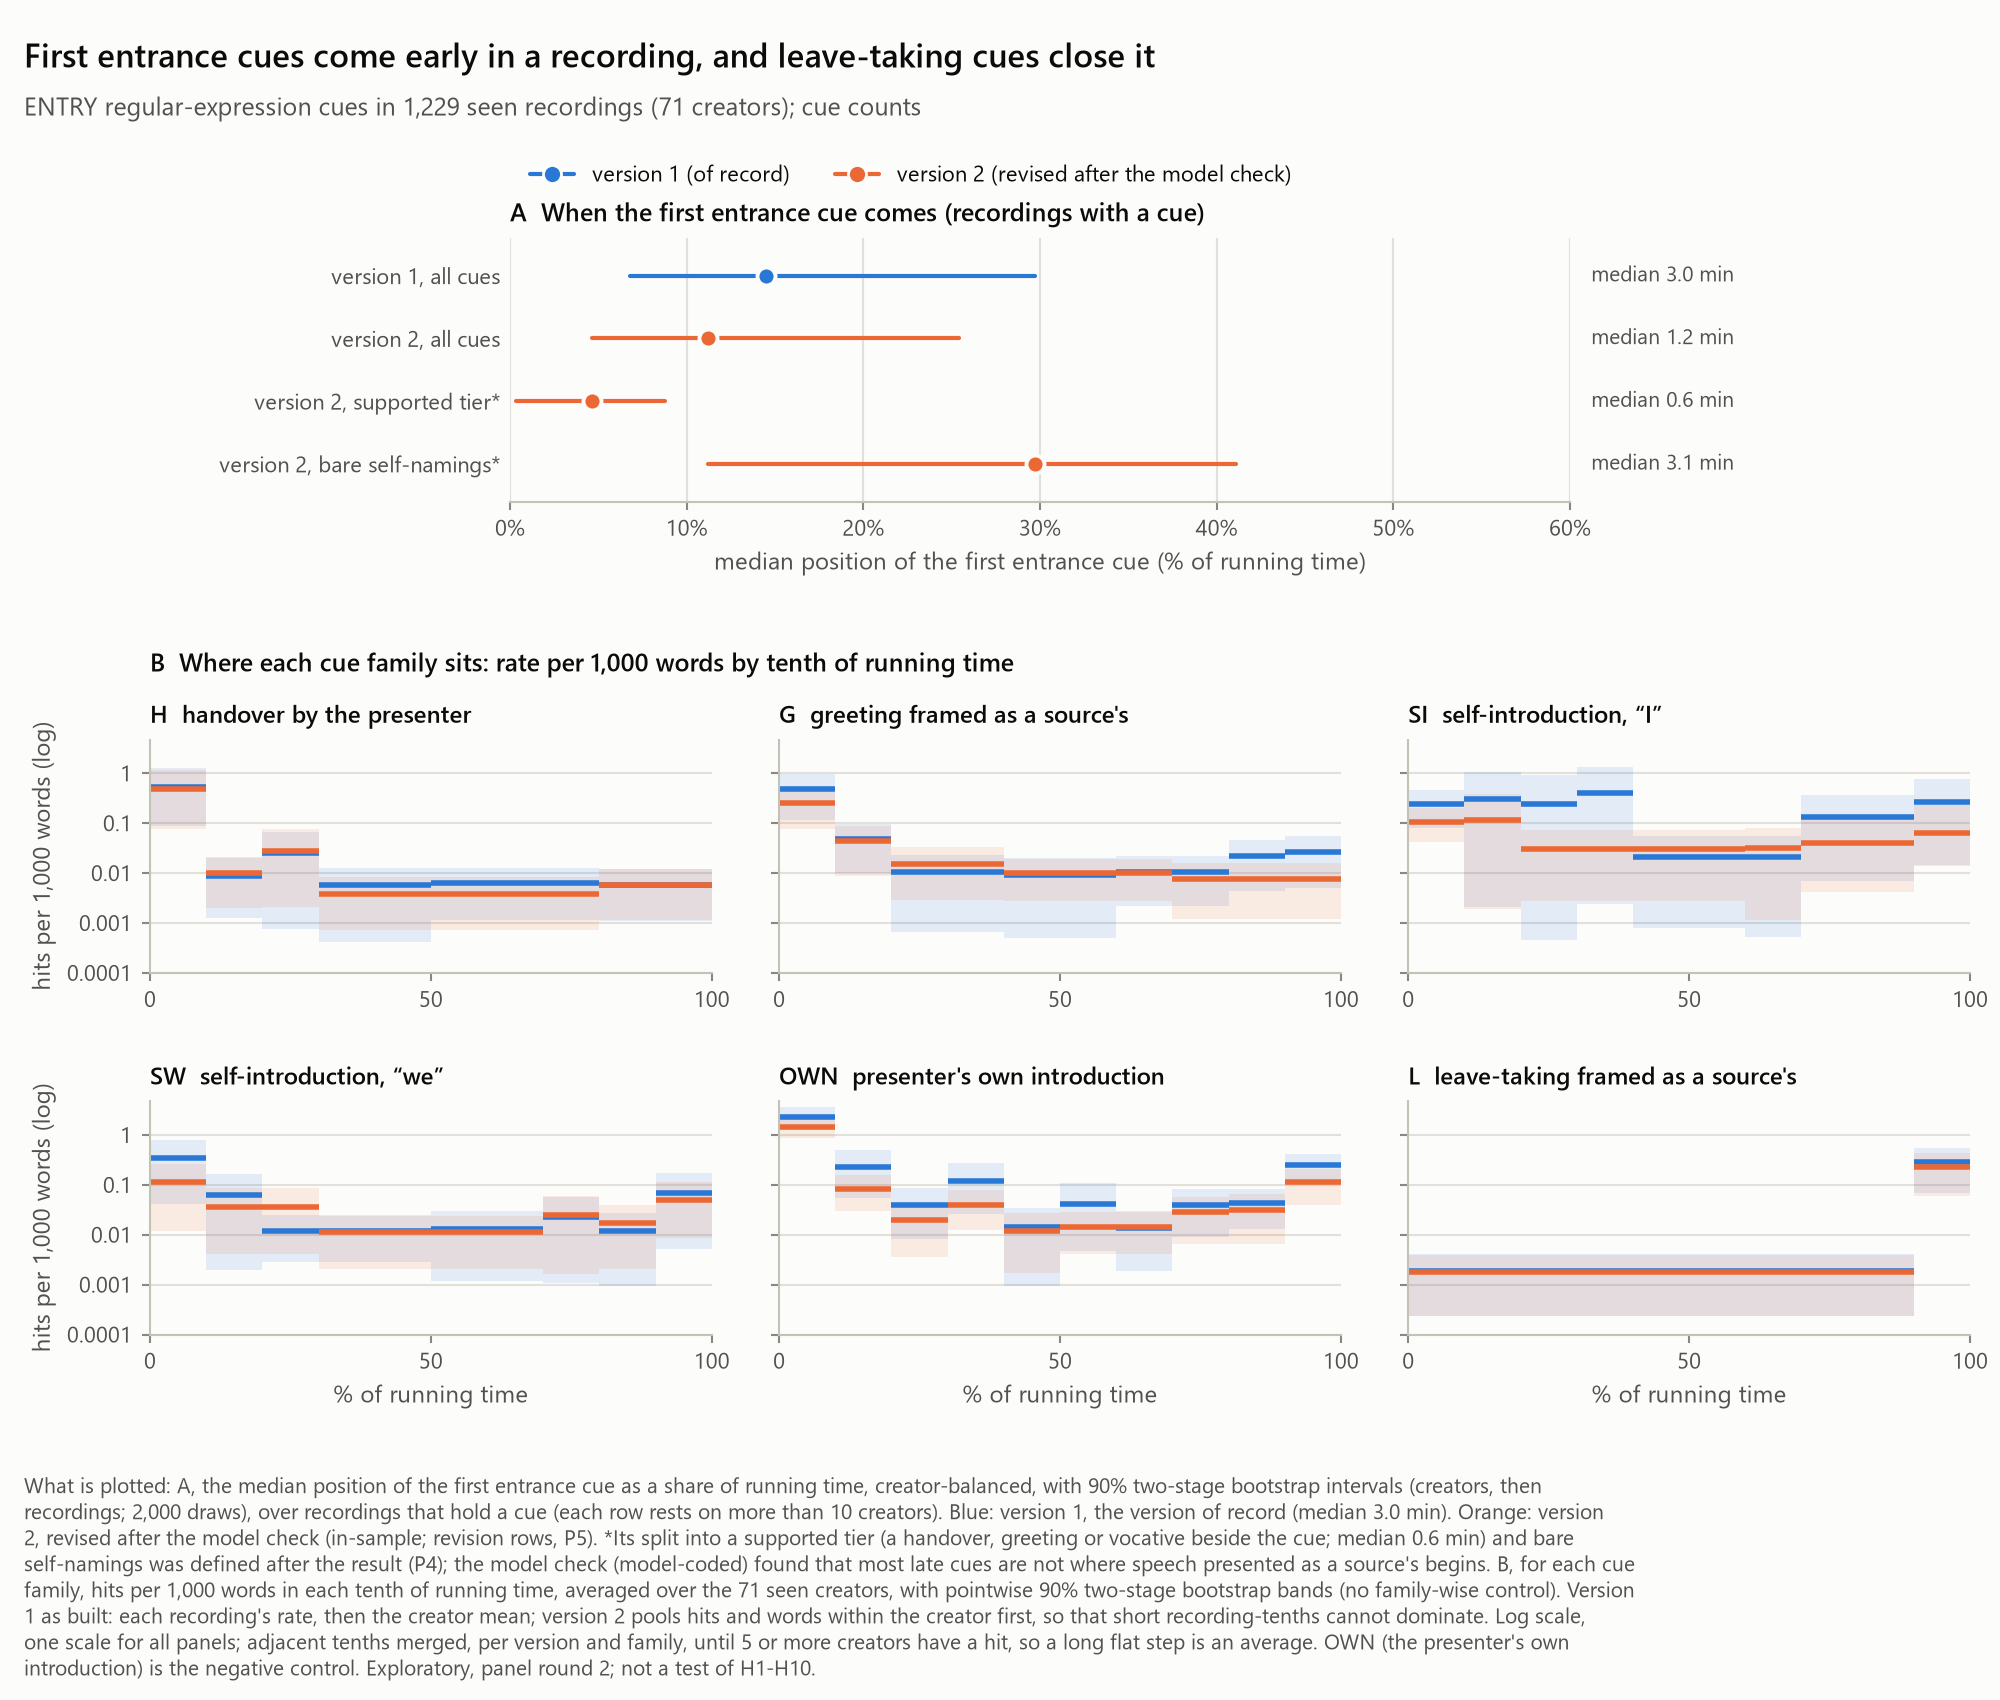 First entrance cues come early in a recording, and leave-taking cues close it
ENTRY regular-expression cues in 1,229 seen recordings (71 creators); cue counts
version 1 (of record)
version 2 (revised after the model check)
A When the first entrance cue comes (recordings with a cue)
version 1, all cues
median 3.0 min
version 2, all cues
median 1.2 min
version 2, supported tier*
median 0.6 min
version 2, bare self-namings*
median 3.1 min
0% 10% 20% 30% 40% 50% 60%
median position of the first entrance cue (% of running time)
B Where each cue family sits: rate per 1,000 words by tenth of running time
H handover by the presenter
G greeting framed as a source's
SI self-introduction, “I”
hits per 1,000 words (log)
1
0.1
0.01
0.001
0.0001
0 50 100
0 50 100
0 50 100
SW self-introduction, “we”
OWN presenter's own introduction
L leave-taking framed as a source's
hits per 1,000 words (log)
1
0.1
0.01
0.001
0.0001
0 50 100
0 50 100
0 50 100
% of running time
% of running time
% of running time
What is plotted: A, the median position of the first entrance cue as a share of running time, creator-balanced, with 90% two-stage bootstrap intervals (creators, then
recordings; 2,000 draws), over recordings that hold a cue (each row rests on more than 10 creators). Blue: version 1, the version of record (median 3.0 min). Orange: version
2, revised after the model check (in-sample; revision rows, P5). *Its split into a supported tier (a handover, greeting or vocative beside the cue; median 0.6 min) and bare
self-namings was defined after the result (P4); the model check (model-coded) found that most late cues are not where speech presented as a source's begins. B, for each cue
family, hits per 1,000 words in each tenth of running time, averaged over the 71 seen creators, with pointwise 90% two-stage bootstrap bands (no family-wise control). Version
1 as built: each recording's rate, then the creator mean; version 2 pools hits and words within the creator first, so that short recording-tenths cannot dominate. Log scale,
one scale for all panels; adjacent tenths merged, per version and family, until 5 or more creators have a hit, so a long flat step is an average. OWN (the presenter's own
introduction) is the negative control. Exploratory, panel round 2; not a test of H1-H10.